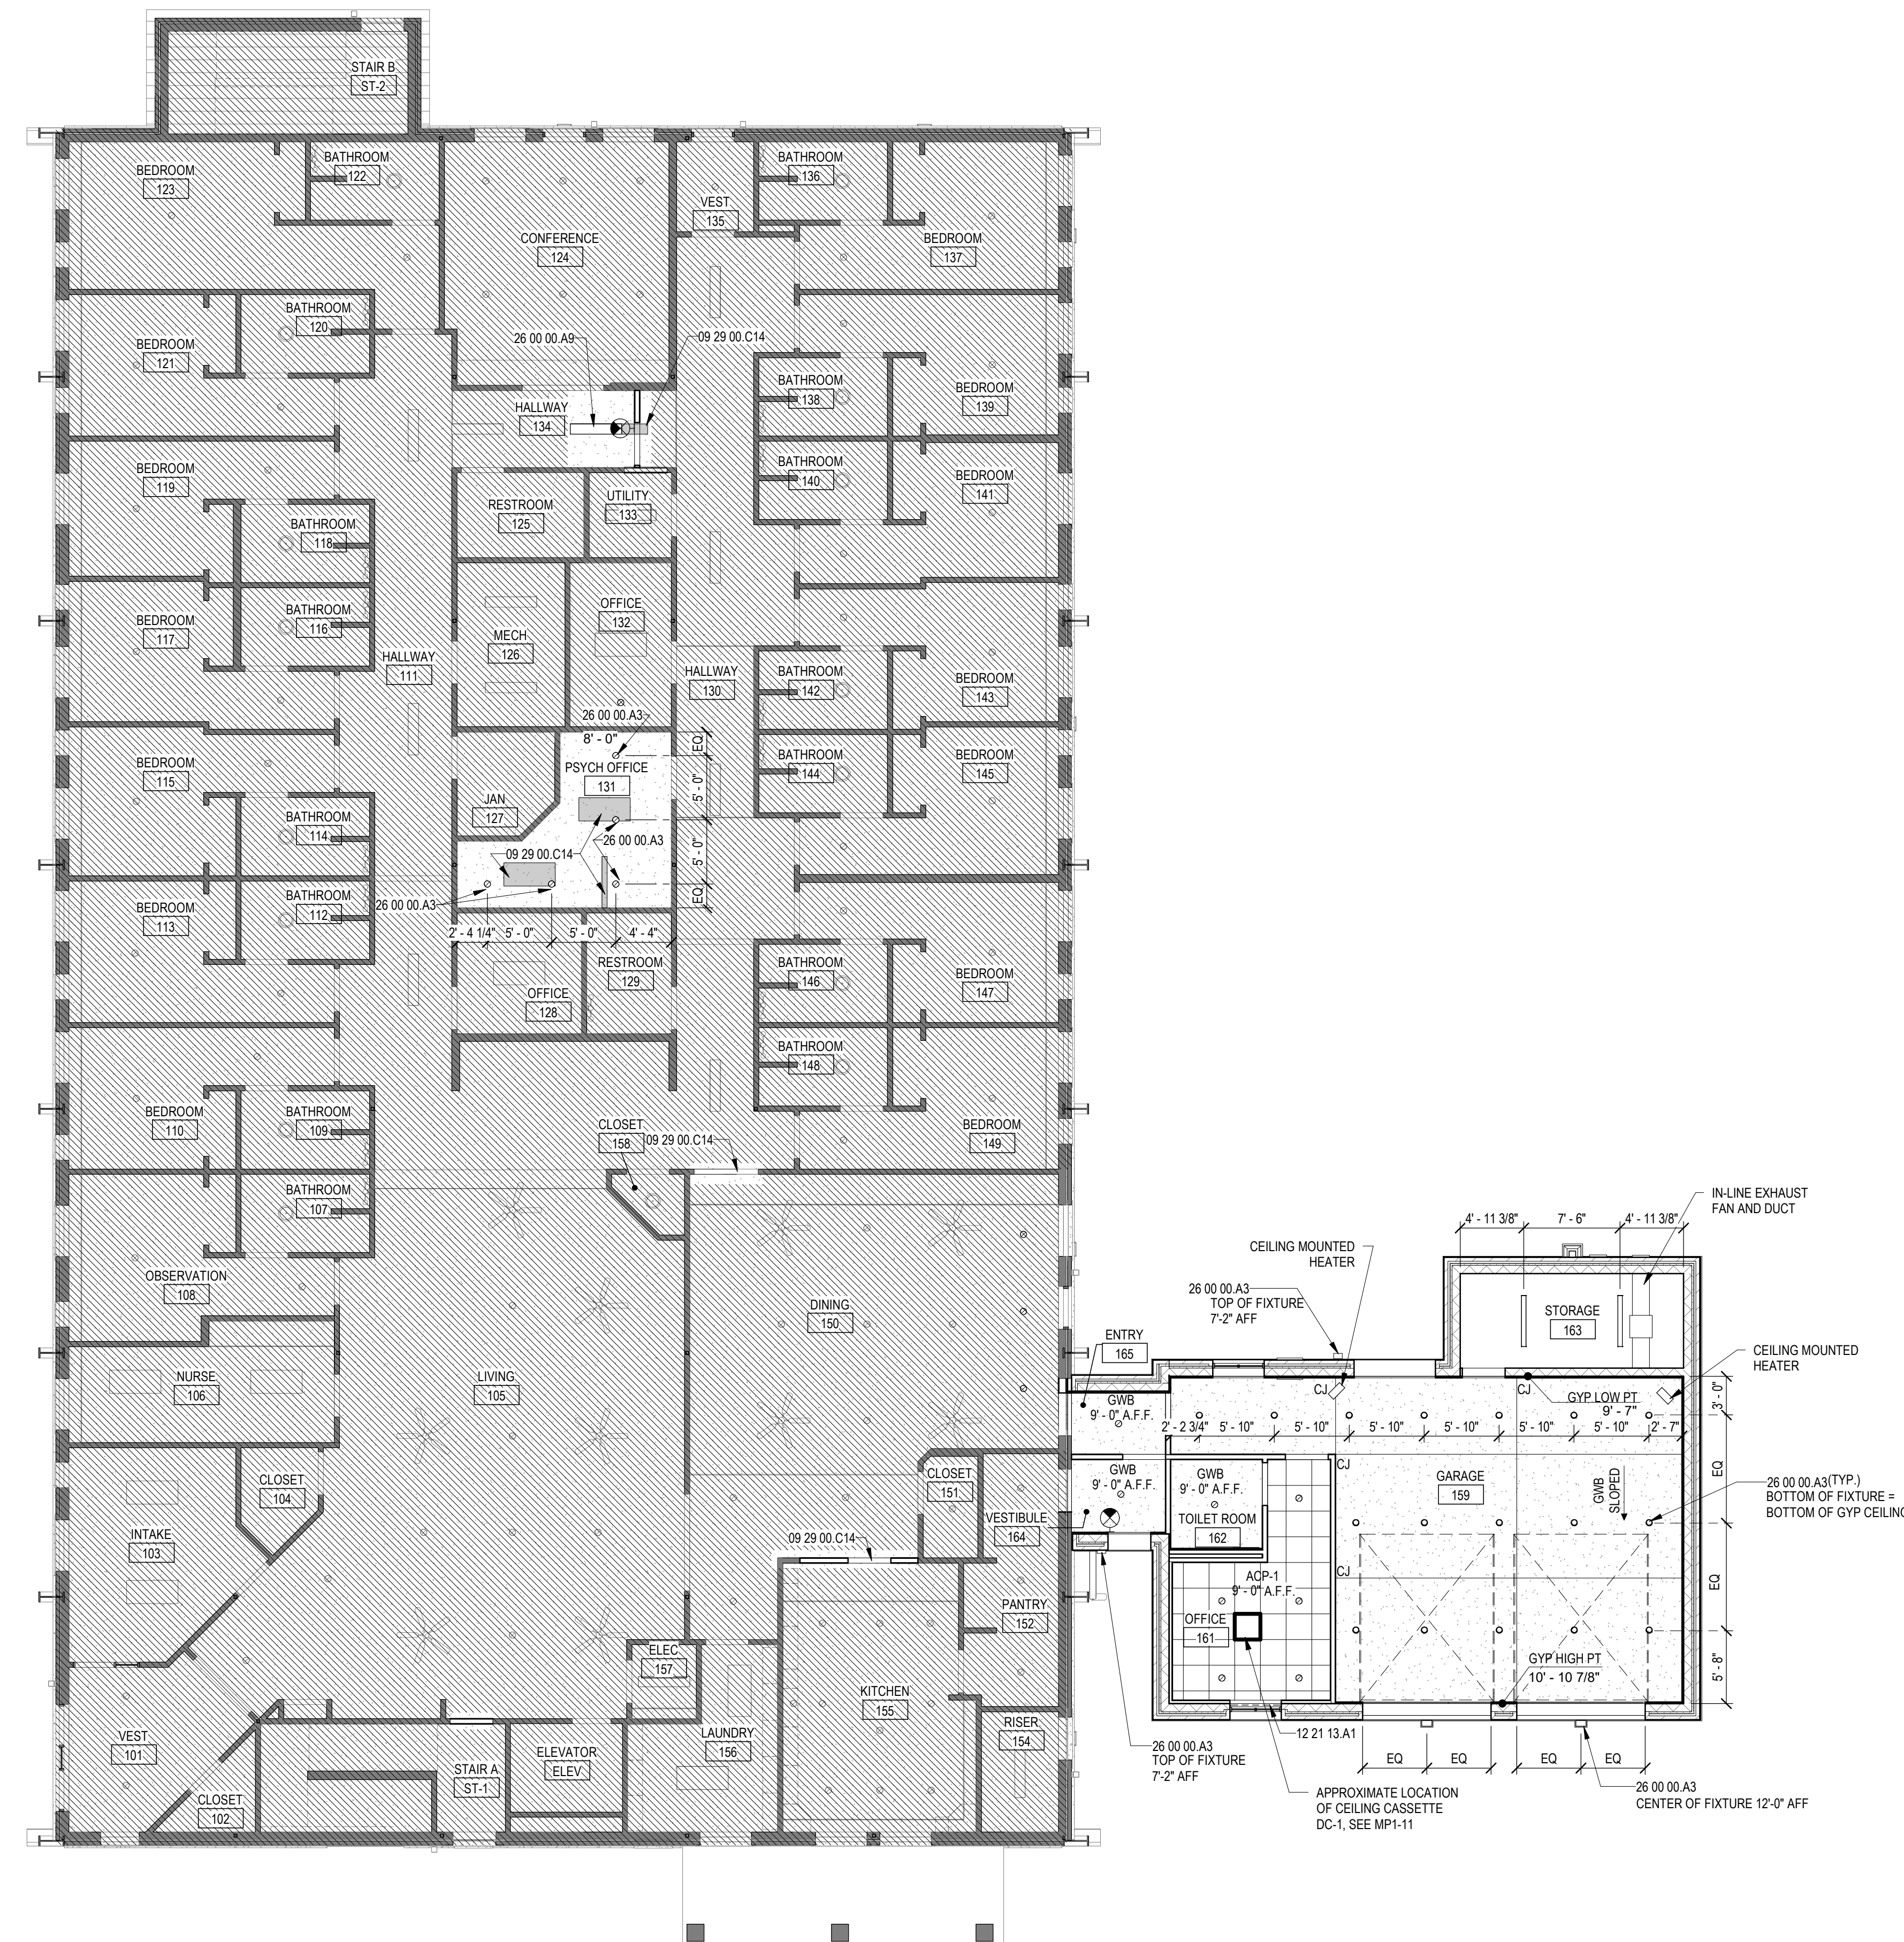 STAIR B
ST-2
BEDROOM
123
BATHROOM
122
CONFERENCE
124
VEST
135
BATHROOM
136
BEDROOM
137
BEDROOM
121
BATHROOM
120
26 00 00.A9
09 29 00.C14
HALLWAY
134
BATHROOM
138
BEDROOM
139
BEDROOM
119
BATHROOM
118
RESTROOM
125
UTILITY
133
BATHROOM
140
BEDROOM
141
BEDROOM
117
BATHROOM
116
HALLWAY
111
MECH
126
OFFICE
132
HALLWAY
130
BATHROOM
142
BEDROOM
143
26 00 00.A3
8' - 0"
EQ
5' - 0"
5' - 0"
EQ
BEDROOM
115
BATHROOM
114
JAN
127
PSYCH OFFICE
131
26 00 00.A3
09 29 00.C14
26 00 00.A3
BATHROOM
144
BEDROOM
145
BEDROOM
113
BATHROOM
112
2' - 4 1/4"
5' - 0"
5' - 0"
4' - 4"
OFFICE
128
RESTROOM
129
BATHROOM
146
BEDROOM
147
BEDROOM
110
BATHROOM
109
BATHROOM
148
BEDROOM
149
CLOSET
158
09 29 00.C14
BATHROOM
107
OBSERVATION
108
NURSE
106
LIVING
105
DINING
150
CLOSET
104
INTAKE
103
CLOSET
151
09 29 00.C14
PANTRY
152
ELEC
157
KITCHEN
155
VEST
101
CLOSET
102
STAIR A
ST-1
ELEVATOR
ELEV
LAUNDRY
156
RISER
154
IN-LINE EXHAUST
FAN AND DUCT
4' - 11 3/8"
7' - 6"
4' - 11 3/8"
CEILING MOUNTED
HEATER
26 00 00.A3
TOP OF FIXTURE
7'-2" AFF
STORAGE
163
ENTRY
165
CEILING MOUNTED
HEATER
CJ
CJ
GYP LOW PT
9' - 7"
3' - 0"
GWB
9' - 0" A.F.F.
2' - 2 3/4"
5' - 10"
5' - 10"
5' - 10"
5' - 10"
5' - 10"
5' - 10"
2' - 7"
EQ
GWB
9' - 0" A.F.F.
GWB
9' - 0" A.F.F.
CJ
GARAGE
159
GWB
SLOPED
26 00 00.A3(TYP.)
BOTTOM OF FIXTURE =
BOTTOM OF GYP CEILING
VESTIBULE
164
TOILET ROOM
162
CJ
EQ
ACP-1
9' - 0" A.F.F.
OFFICE
161
GYP HIGH PT
10' - 10 7/8"
5' - 8"
12 21 13.A1
26 00 00.A3
TOP OF FIXTURE
7'-2" AFF
EQ
EQ
EQ
EQ
26 00 00.A3
CENTER OF FIXTURE 12'-0" AFF
APPROXIMATE LOCATION
OF CEILING CASSETTE
DC-1, SEE MP1-11